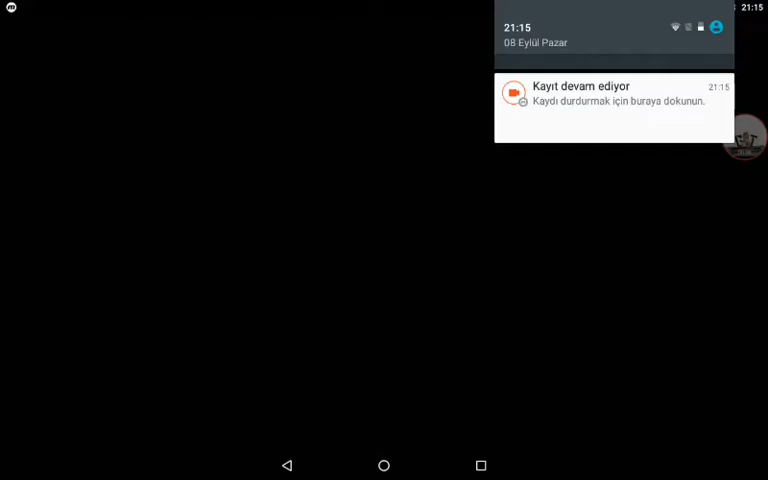 21:15
21:15
08 Eylül Pazar
Kayıt devam ediyor
21:15
Kaydı durdurmak için buraya dokunun.